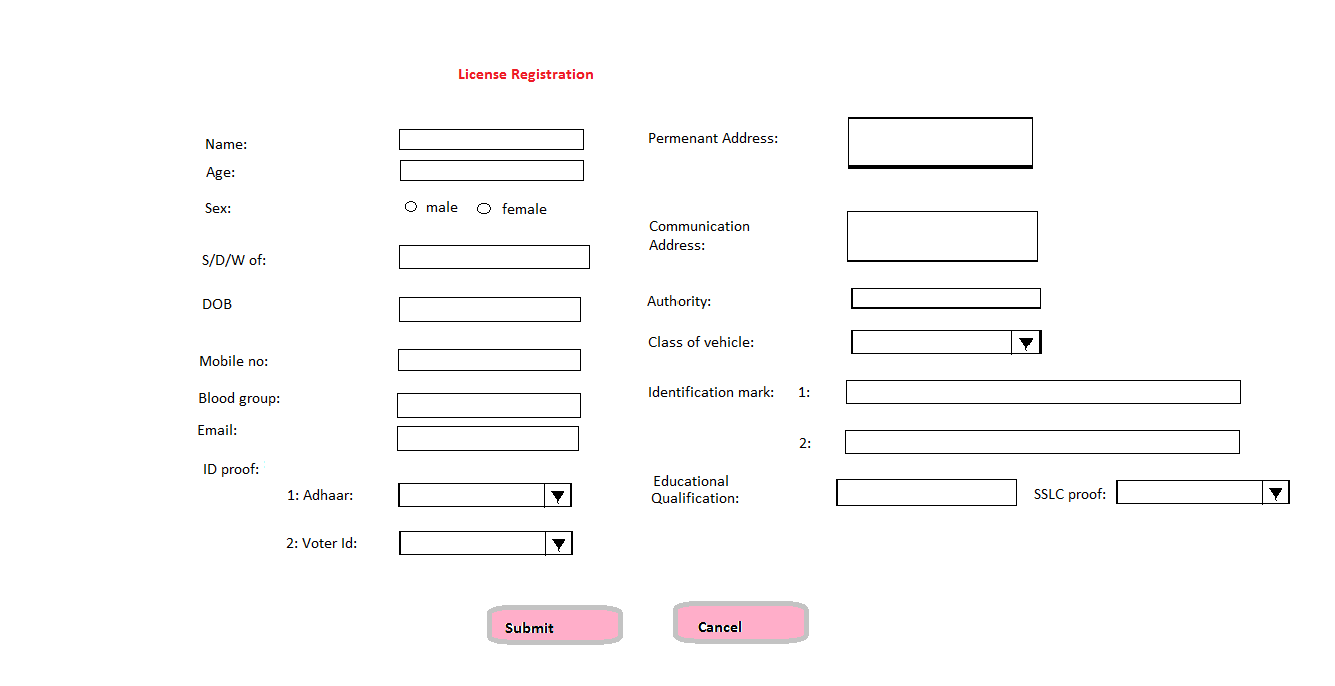 License Registration
Name:
Age:
Sex:
male
female
S/D/W of:
DOB
Mobile no:
Blood group:
Email:
ID proof:
1: Adhaar:
2: Voter Id:
Permenant Address:
Communication
Address:
Authority:
Class of vehicle:
Identification mark: 1:
2:
Educational
Qualification:
SSLC proof:
Submit
Cancel